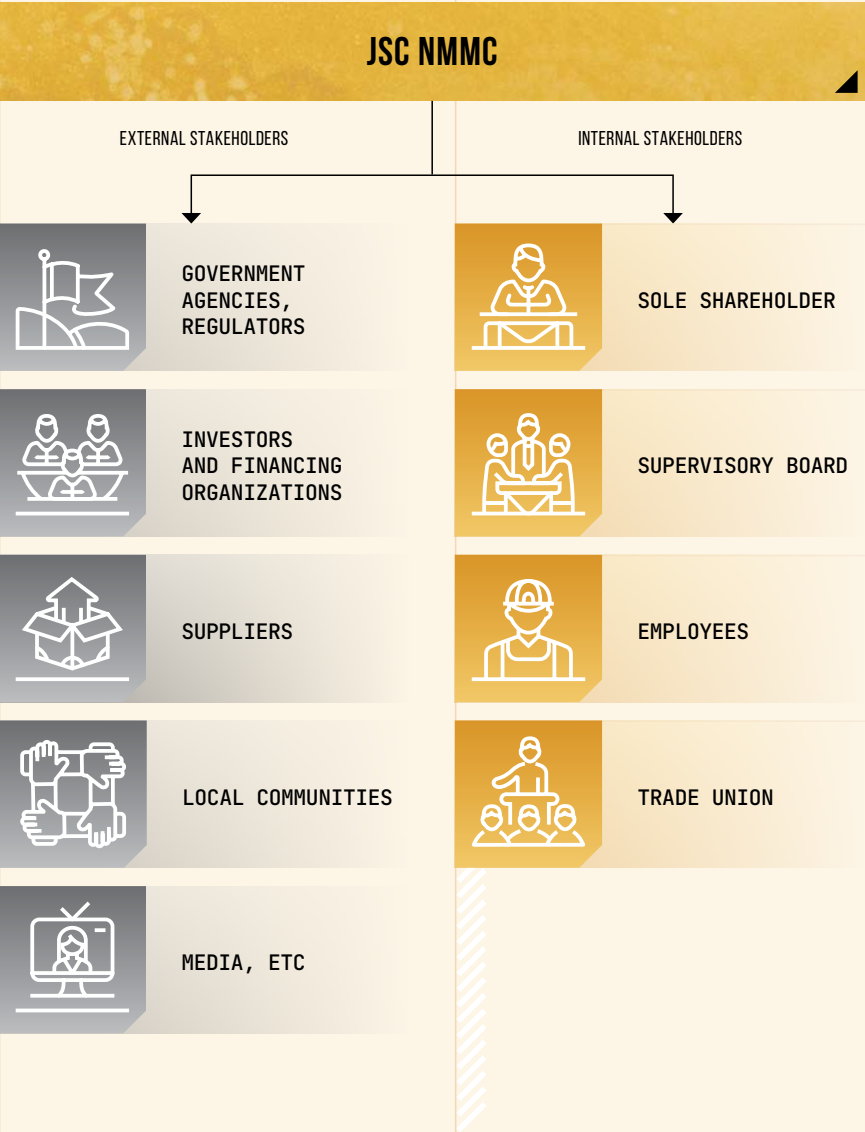 JSC NMMC
EXTERNAL STAKEHOLDERS
GOVERNMENT
AGENCIES,
REGULATORS
INVESTORS
AND FINANCING
ORGANIZATIONS
SUPPLIERS
LOCAL COMMUNITIES
MEDIA, ETC
INTERNAL STAKEHOLDERS
SOLE SHAREHOLDER
SUPERVISORY BOARD
EMPLOYEES
TRADE UNION